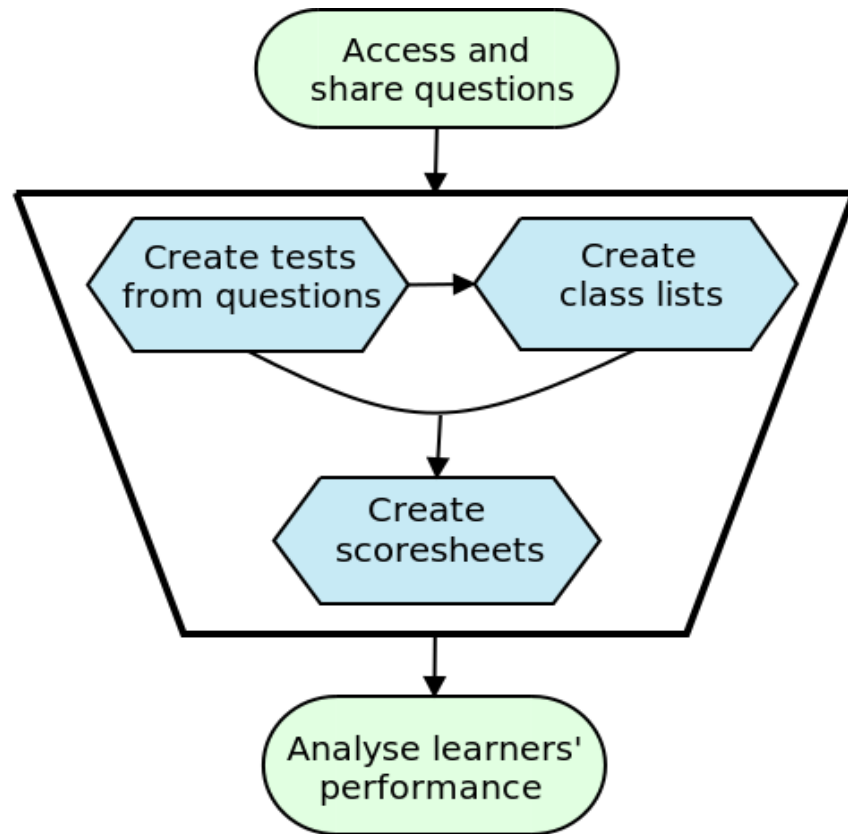 Access and
share questions
Create tests
from questions
Create
class lists
Create
scoresheets
Analyse learners'
performance